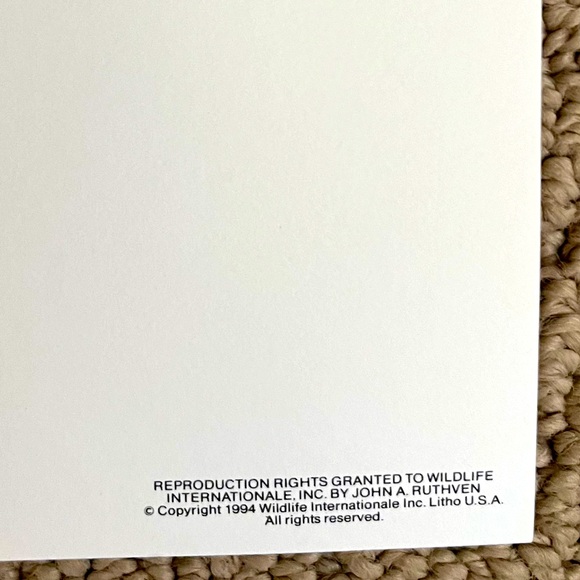 REPRODUCTION RIGHTS GRANTED TO WILDLIFE
INTERNATIONALE, INC. BY JOHN A. RUTHVEN
© Copyright 1994 Wildlife Internationale Inc. Litho U.S.A.
All rights reserved.